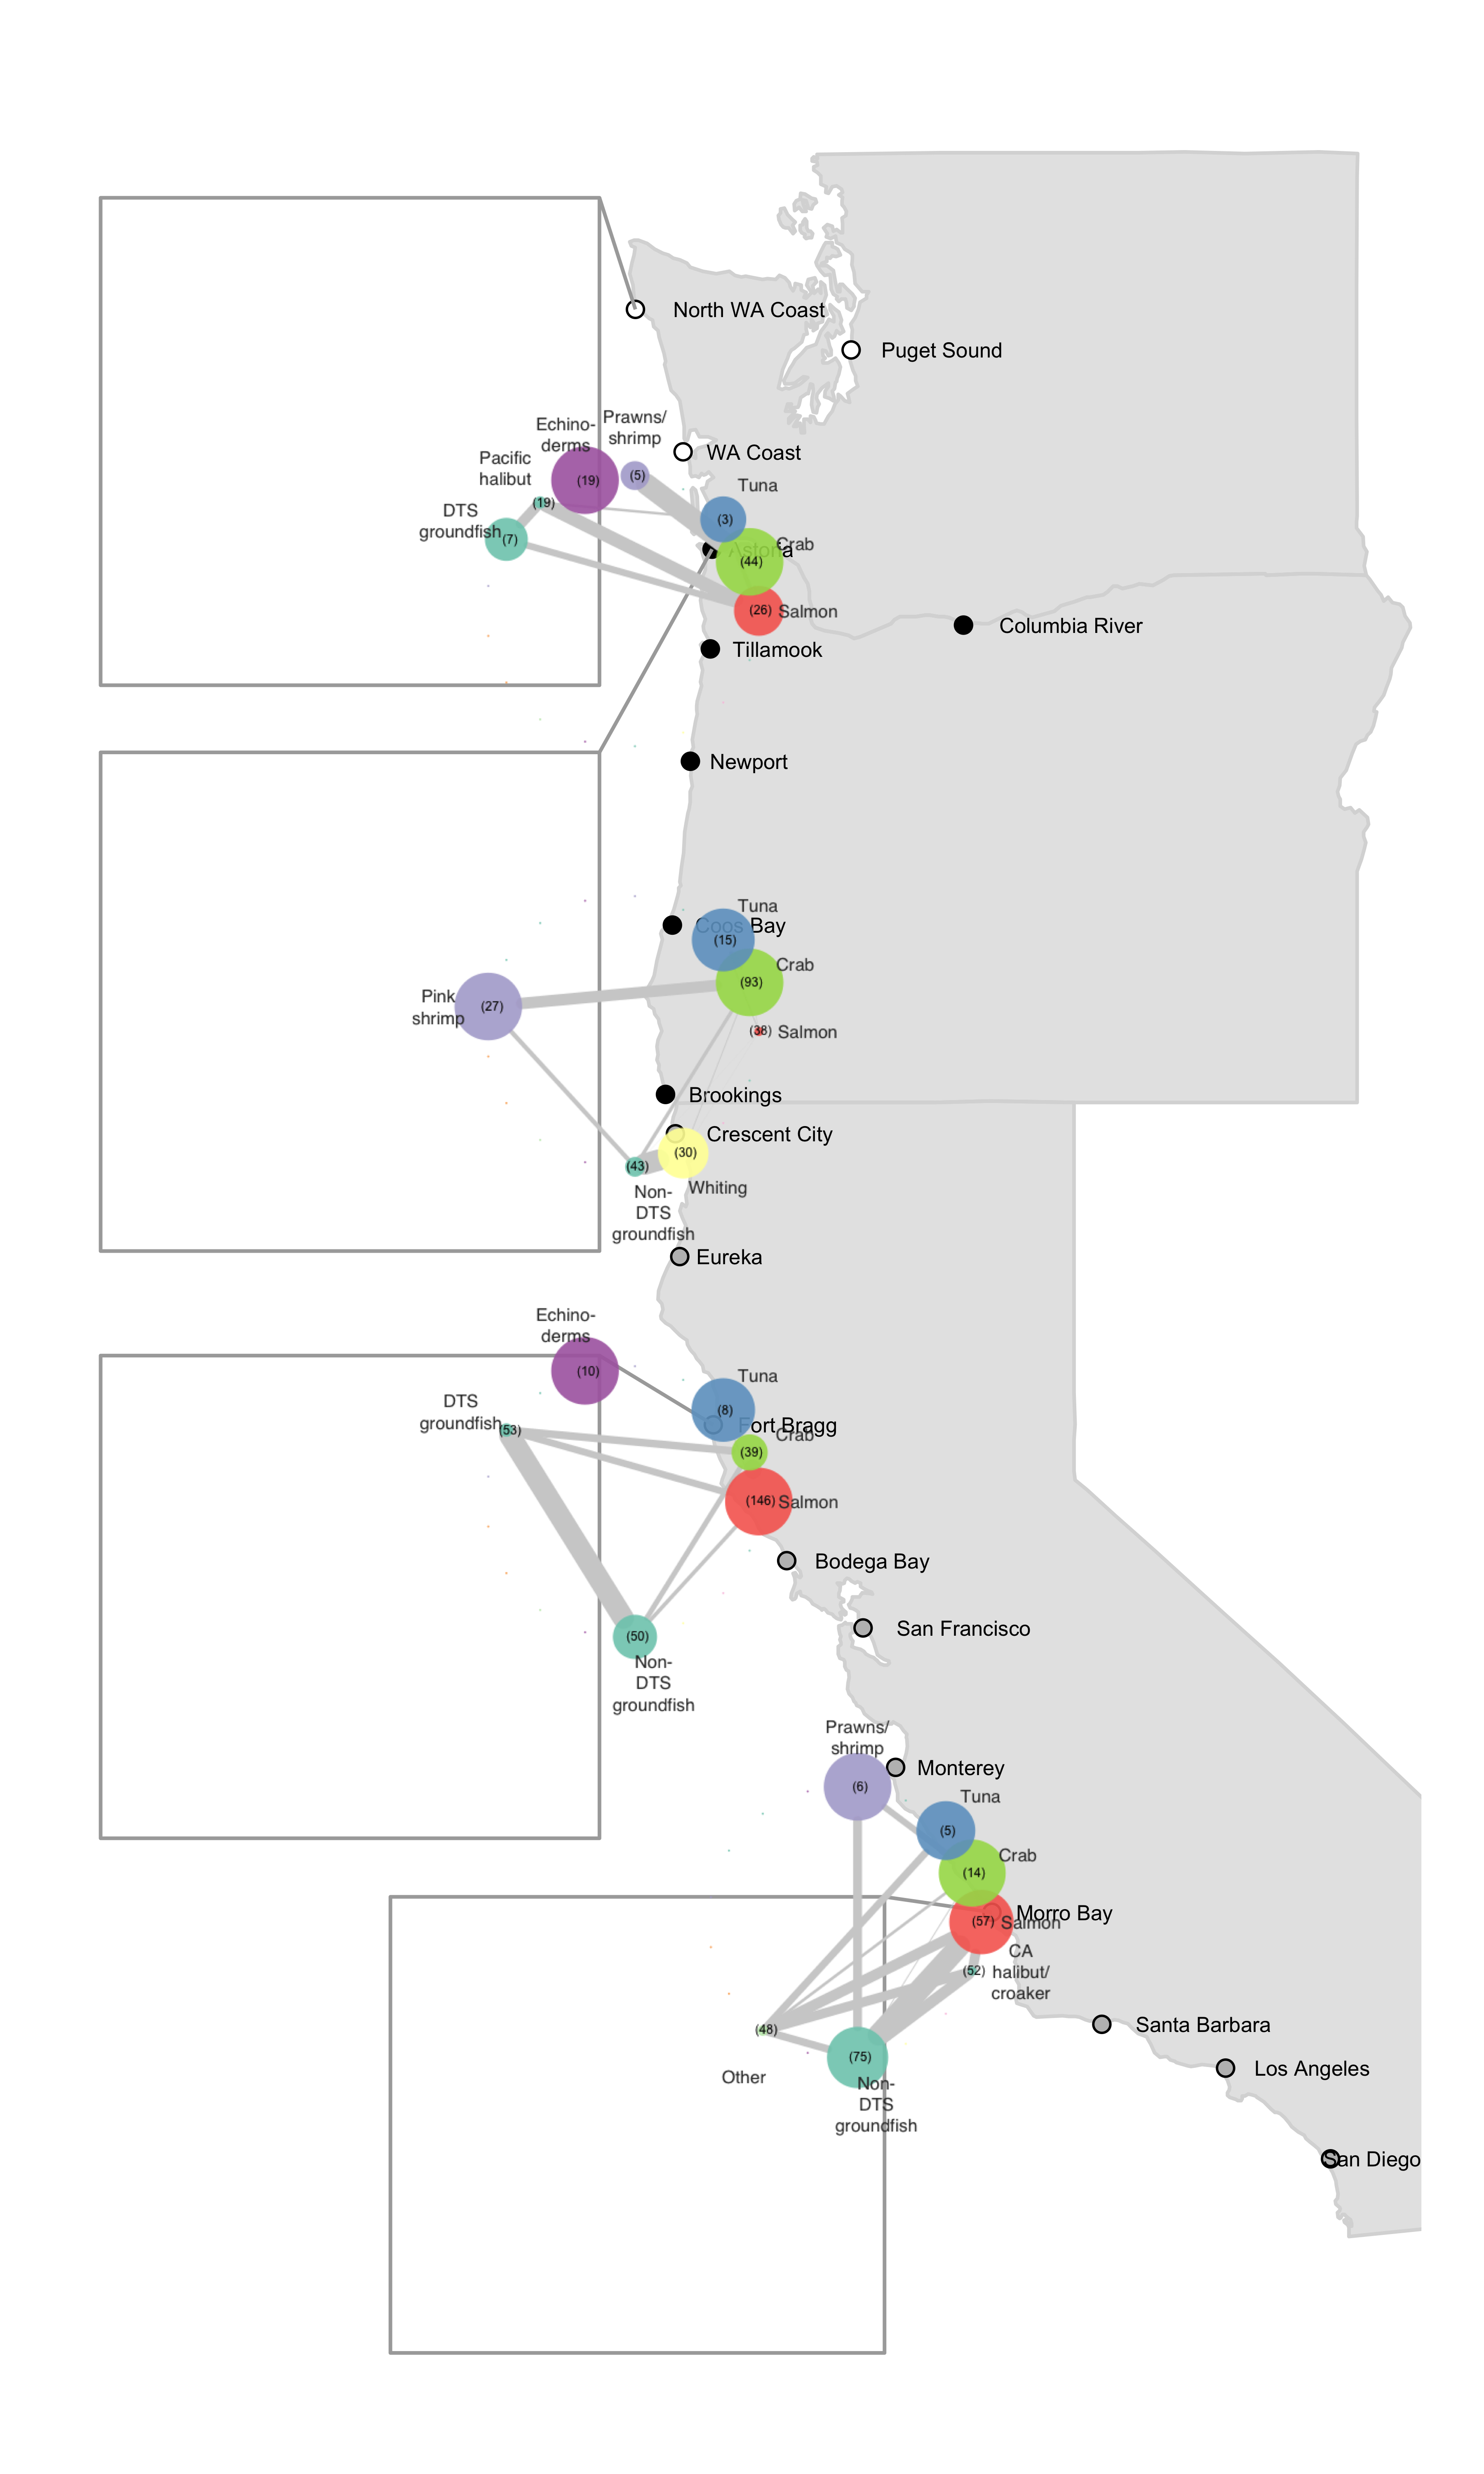 North WA Coast
Puget Sound
Prawns/
shrimp
Echino-
derms
WA Coast
Pacific
halibut
(5)
(19)
Tuna
(19)
DTS
groundfish
(3)
(7)
Crab
Astoria
(44)
(26)
Salmon
Columbia River
Tillamook
Newport
Tuna
Coos Bay
(15)
Crab
(93)
Pink
shrimp
(27)
(38)
Salmon
Brookings
Crescent City
(30)
(43)
Whiting
Non-
DTS
groundfish
Eureka
Echino-
derms
(10)
Tuna
DTS
groundfish
(8)
(53)
Fort Bragg
Crab
(39)
(146)
Salmon
Bodega Bay
San Francisco
(50)
Non-
DTS
groundfish
Prawns/
shrimp
Monterey
(6)
Tuna
(5)
Crab
(14)
Morro Bay
(57)
Salmon
CA
halibut/
croaker
(52)
Santa Barbara
(48)
(75)
Los Angeles
Other
Non-
DTS
groundfish
San Diego